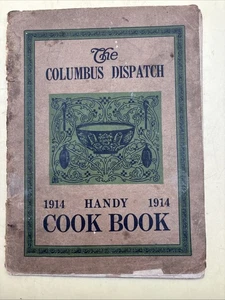 The
COLUMBUS DISPATCH
1914 HANDY 1914
COOK BOOK